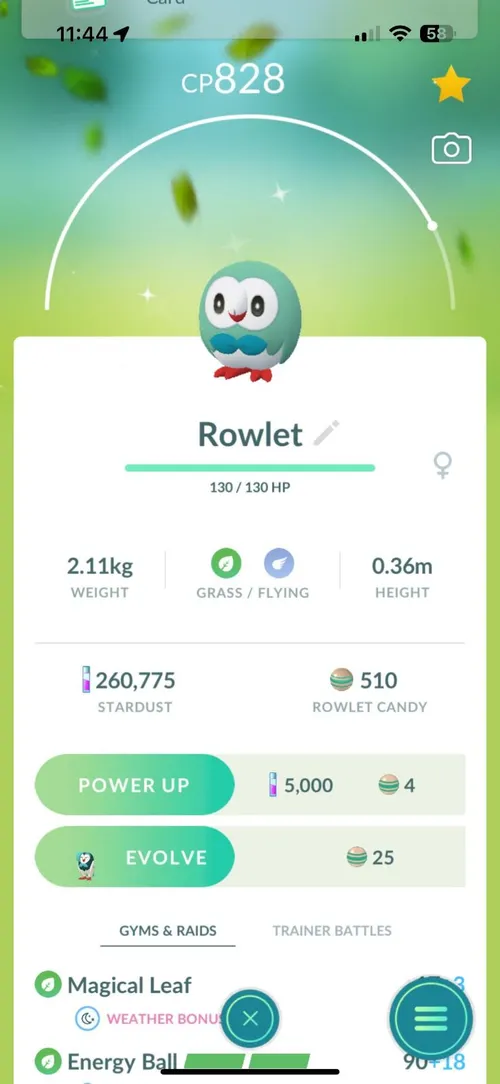 Card
11:44
58
CP828
Rowlet
130 / 130 HP
2.11kg
WEIGHT
GRASS / FLYING
0.36m
HEIGHT
260,775
STARDUST
510
ROWLET CANDY
POWER UP
5,000
4
EVOLVE
25
GYMS & RAIDS
TRAINER BATTLES
Magical Leaf
WEATHER BONUS
Energy Ball
90+18